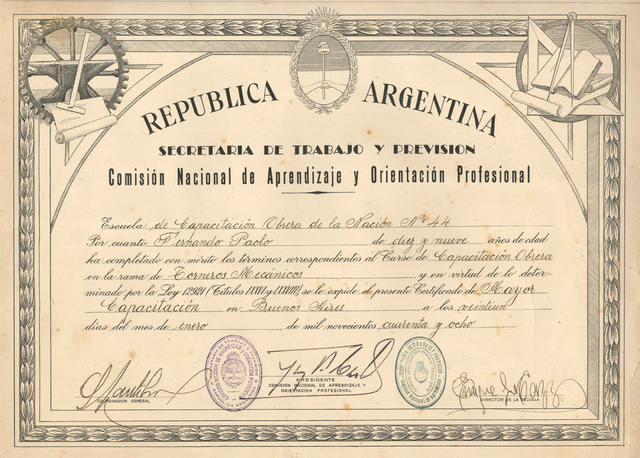 REPUBLICA ARGENTINA
SECRETARIA DE TRABAJO Y PREVISION
Comisión Nacional de Aprendizaje y Orientación Profesional
Escuela de Capacitación Obrera de la Nación Nº 44
Por cuanto Fernando Paolo de diez y nueve años de edad
ha completado con mérito los términos correspondientes al Curso de Capacitación Obrera
en la rama de Torneros Mecánicos y en virtud de lo deter-
minado por la Ley 12921 (Títulos LXXVI y LXXVIII) se le expide el presente Certificado de Mayor
Capacitación en Buenos Aires a los veintiun
días del mes de enero de mil novecientos cuarenta y ocho
COORDINADOR GENERAL
PRESIDENTE
COMISION NACIONAL DE APRENDIZAJE Y
ORIENTACION PROFESIONAL
DIRECTOR DE LA ESCUELA